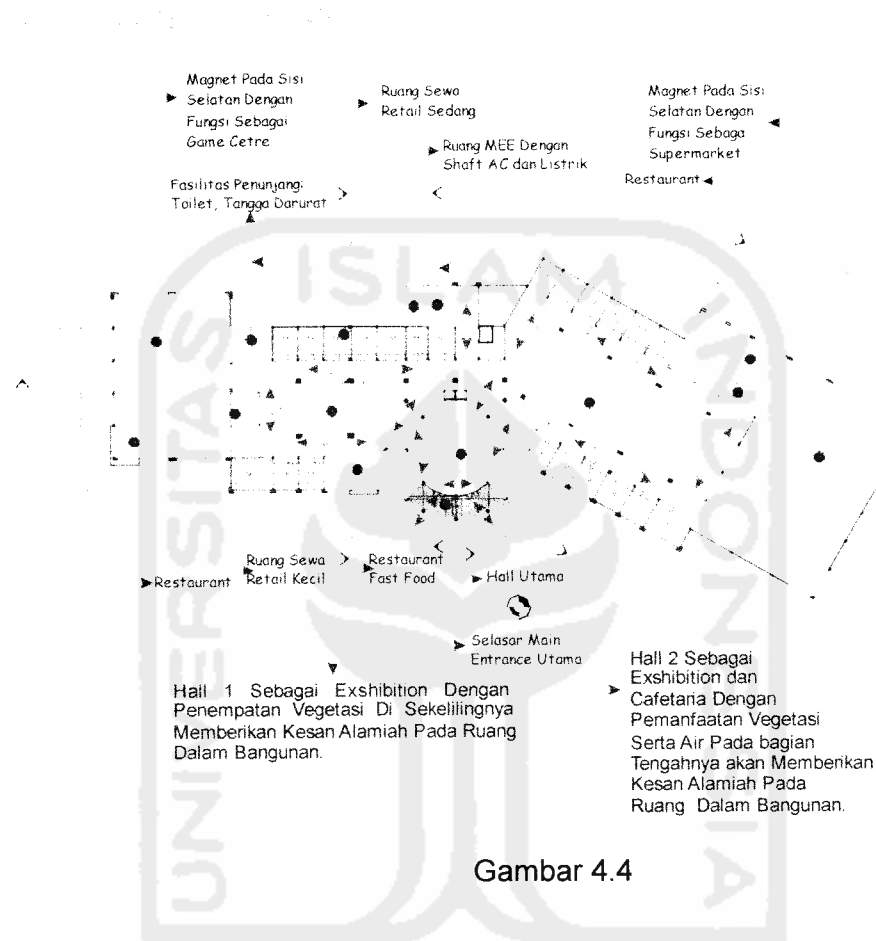 Magnet Pada Sisi
Selatan Dengan
Fungsi Sebagai
Game Cetre
Ruang Sewa
Retail Sedang
Ruang MEE Dengan
Shaft AC dan Listrik
Magnet Pada Sisi
Selatan Dengan
Fungsi Sebaga
Supermarket
Restaurant
Fasilitas Penunjang:
Toilet, Tangga Darurat
ISLAM
UNIVERSITAS
INDONESIA
Restaurant
Ruang Sewa
Retail Kecil
Restaurant
Fast Food
Hall Utama
Selasar Main
Entrance Utama
Hall 1 Sebagai Exshibition Dengan
Penempatan Vegetasi Di Sekelilingnya
Memberikan Kesan Alamiah Pada Ruang
Dalam Bangunan.
Hall 2 Sebagai
Exshibition dan
Cafetaria Dengan
Pemanfaatan Vegetasi
Serta Air Pada bagian
Tengahnya akan Memberikan
Kesan Alamiah Pada
Ruang Dalam Bangunan.
Gambar 4.4